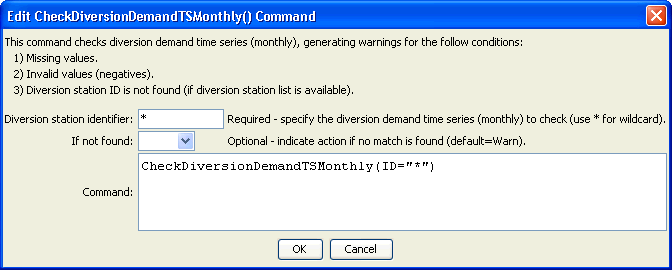 Edit CheckDiversionDemandTSMonthly() Command
This command checks diversion demand time series (monthly), generating warnings for the follow conditions:
1) Missing values.
2) Invalid values (negatives).
3) Diversion station ID is not found (if diversion station list is available).
Diversion station identifier: * Required - specify the diversion demand time series (monthly) to check (use * for wildcard).
If not found: Optional - indicate action if no match is found (default=Warn).
Command: CheckDiversionDemandTSMonthly(ID="*")
OK Cancel